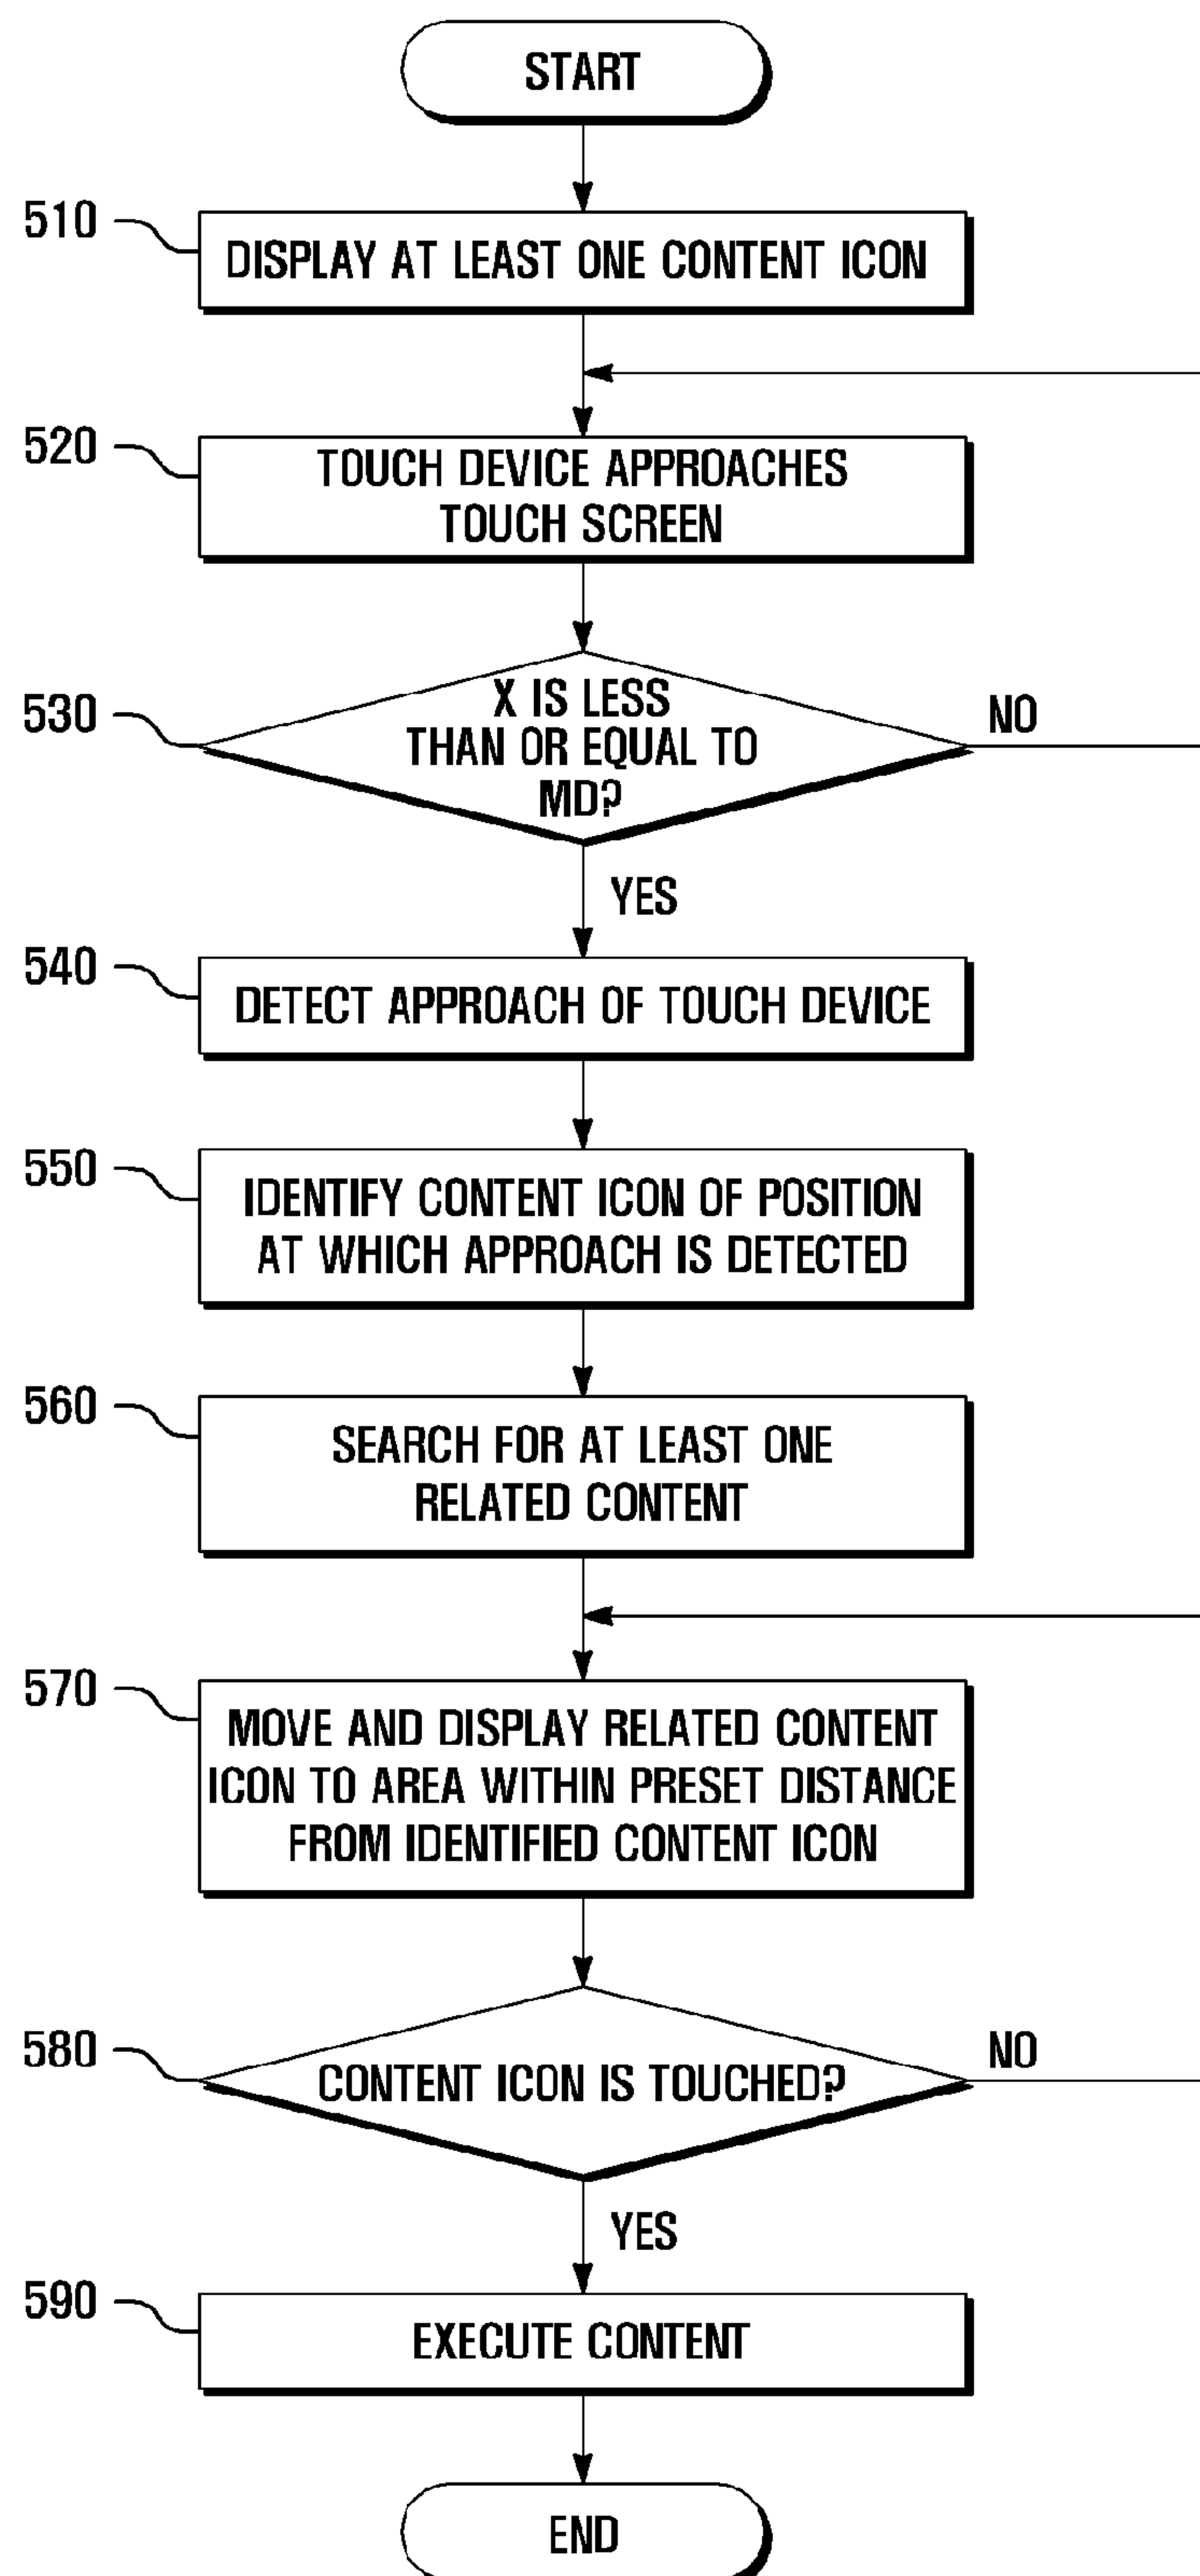 START
510
DISPLAY AT LEAST ONE CONTENT ICON
520
TOUCH DEVICE APPROACHES
TOUCH SCREEN
530
X IS LESS
THAN OR EQUAL TO
MD?
NO
YES
540
DETECT APPROACH OF TOUCH DEVICE
550
IDENTIFY CONTENT ICON OF POSITION
AT WHICH APPROACH IS DETECTED
560
SEARCH FOR AT LEAST ONE
RELATED CONTENT
570
MOVE AND DISPLAY RELATED CONTENT
ICON TO AREA WITHIN PRESET DISTANCE
FROM IDENTIFIED CONTENT ICON
580
CONTENT ICON IS TOUCHED?
NO
YES
590
EXECUTE CONTENT
END